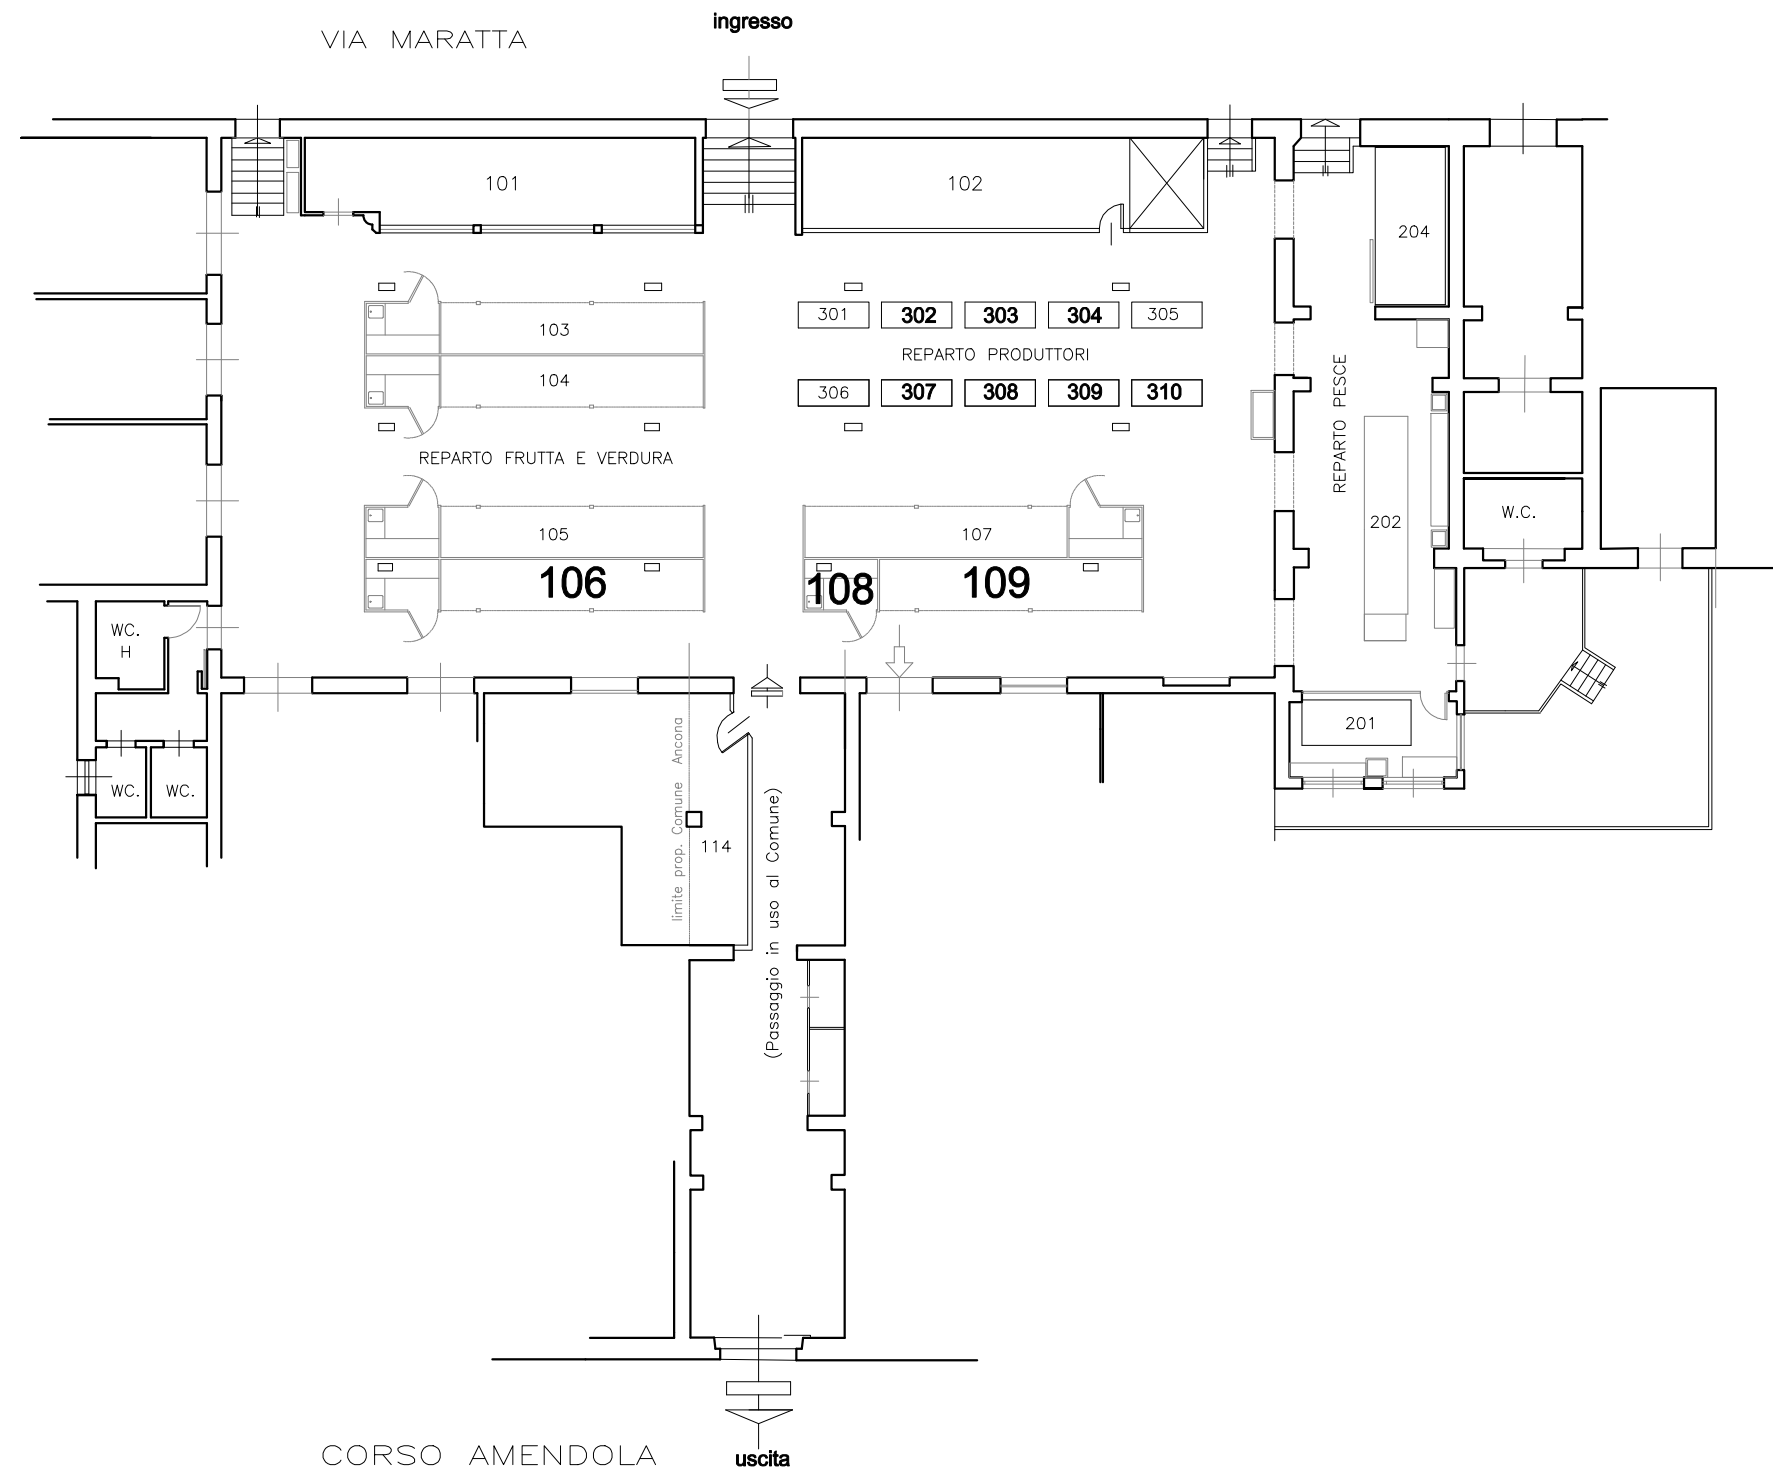 ingresso
VIA MARATTA
101
102
204
103
104
301
302
303
304
305
REPARTO PRODUTTORI
306
307
308
309
310
REPARTO PESCE
REPARTO FRUTTA E VERDURA
105
106
107
108
109
202
W.C.
WC.
H
WC.
WC.
201
limite prop. Comune Ancona
114
(Passaggio in uso al Comune)
CORSO AMENDOLA
uscita